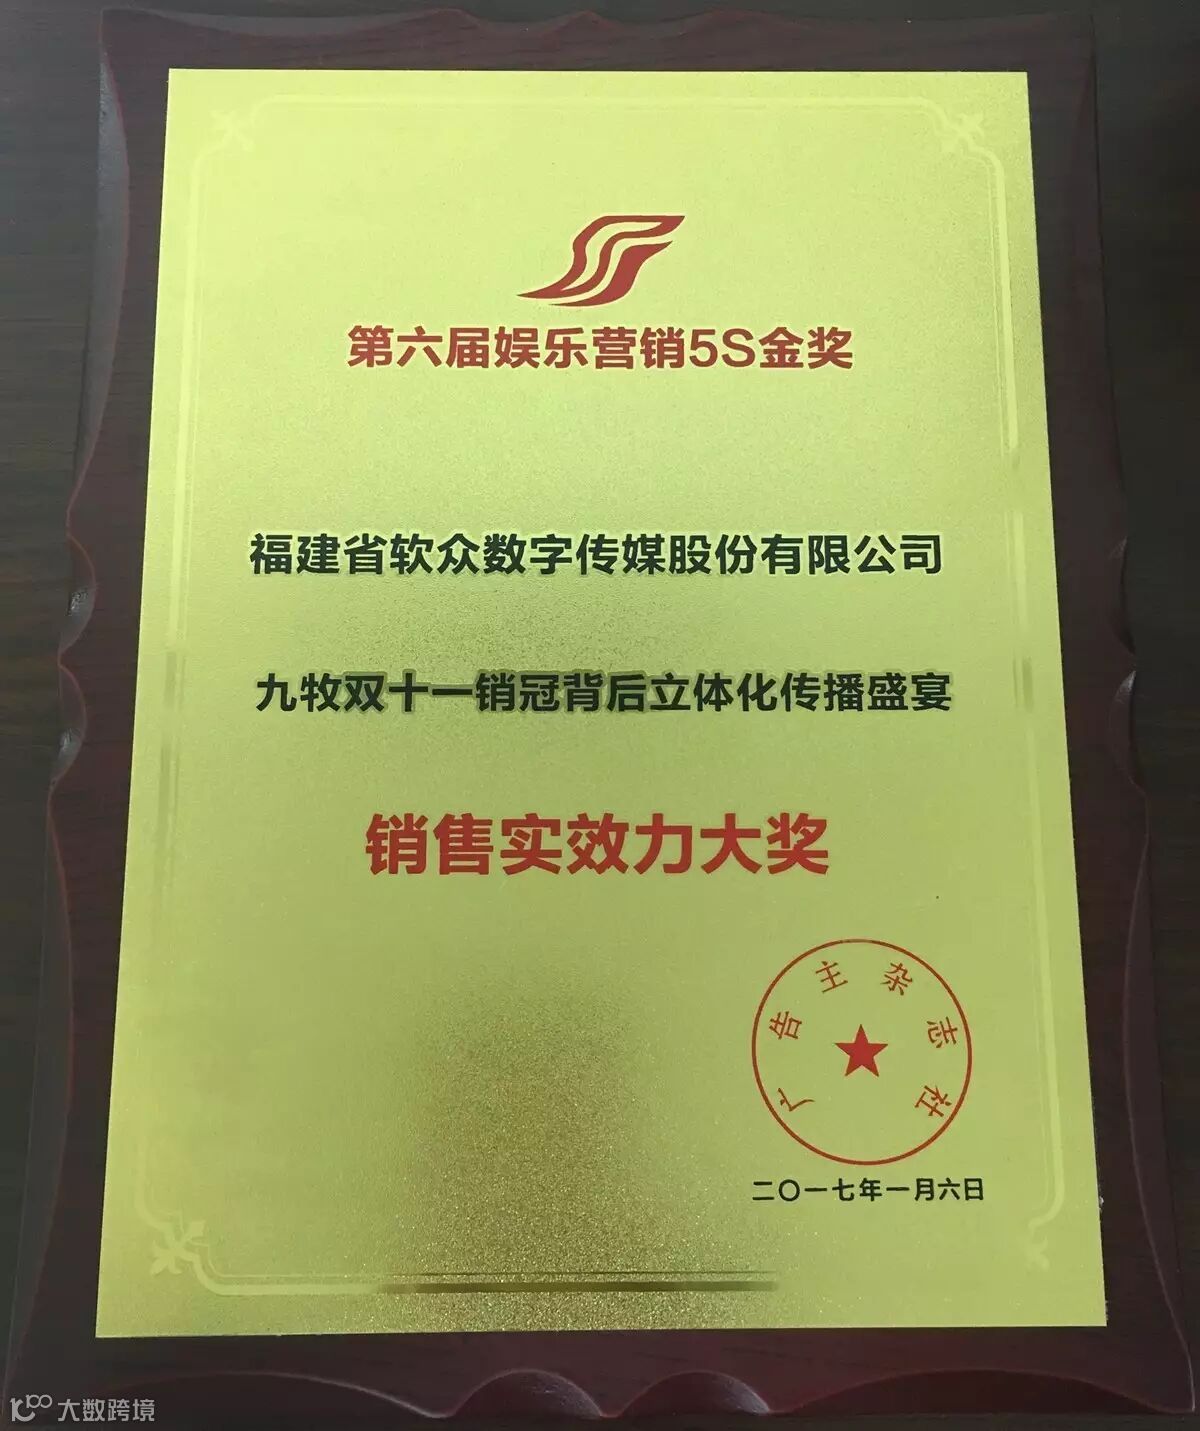 第六届娱乐营销5S金奖
福建省软众数字传媒股份有限公司
九牧双十一销冠背后立体化传播盛宴
销售实效力大奖
广告主杂志社
二〇一七年一月六日
大数跨境